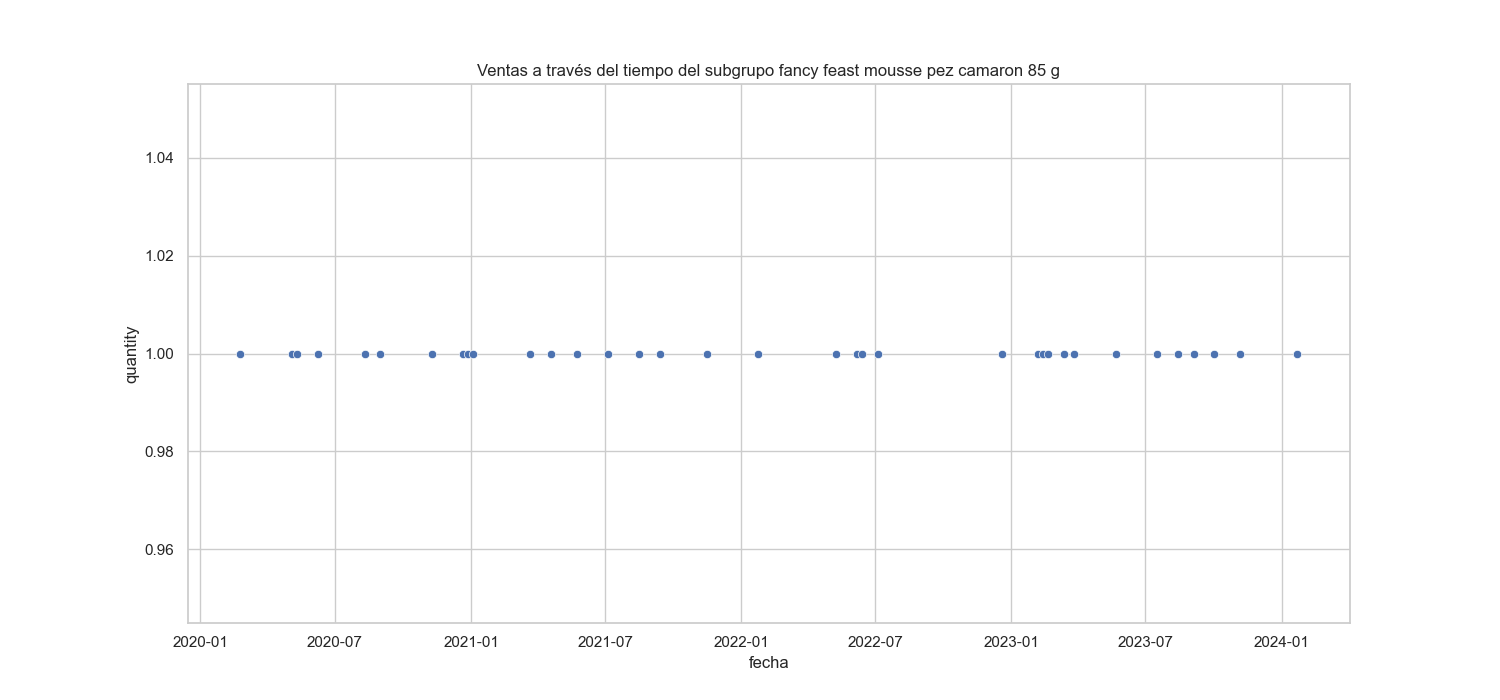 Ventas a través del tiempo del subgrupo fancy feast mousse pez camaron 85 g
1.04
1.02
1.00
0.98
0.96
quantity
2020-01 2020-07 2021-01 2021-07 2022-01 2022-07 2023-01 2023-07 2024-01
fecha